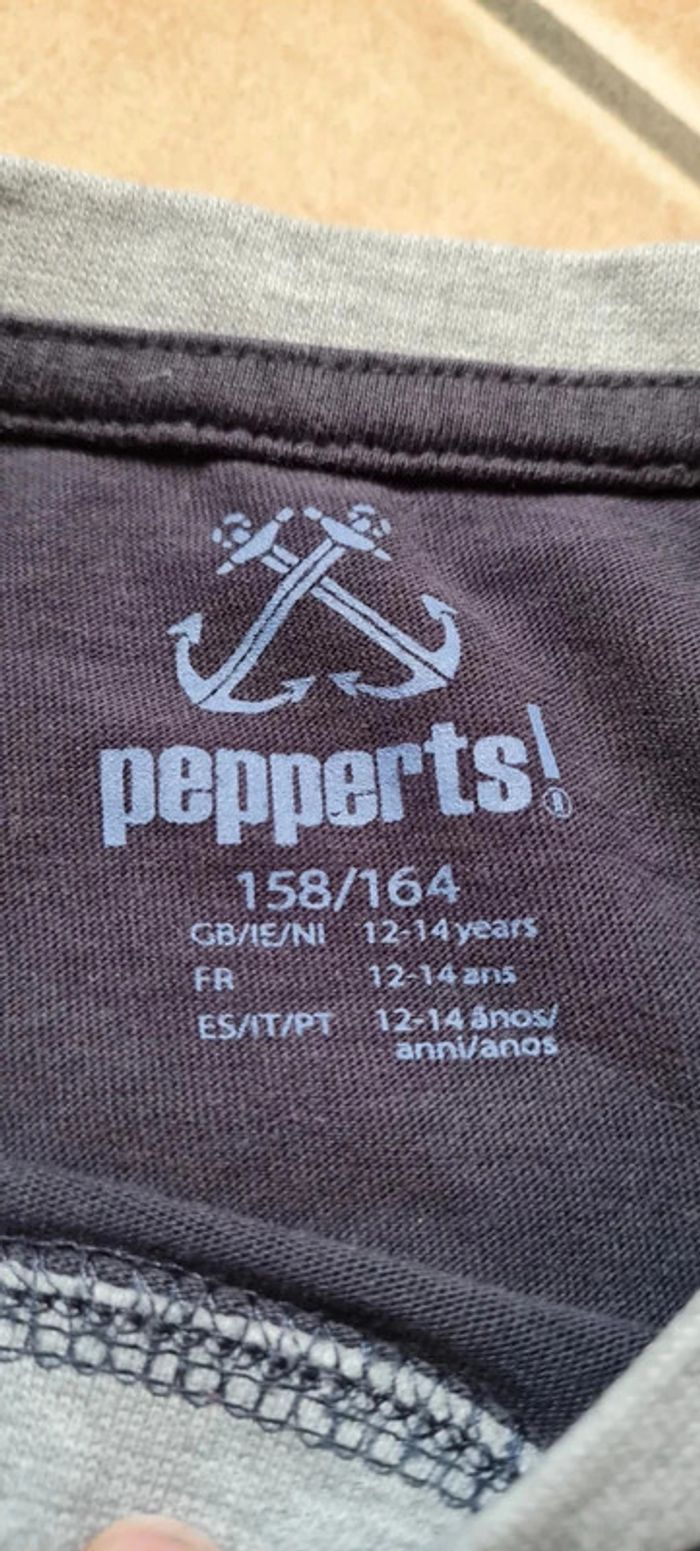 pepperts!
158/164
GB/IE/NI 12-14 years
FR 12-14 ans
ES/IT/PT 12-14 años/
anni/anos